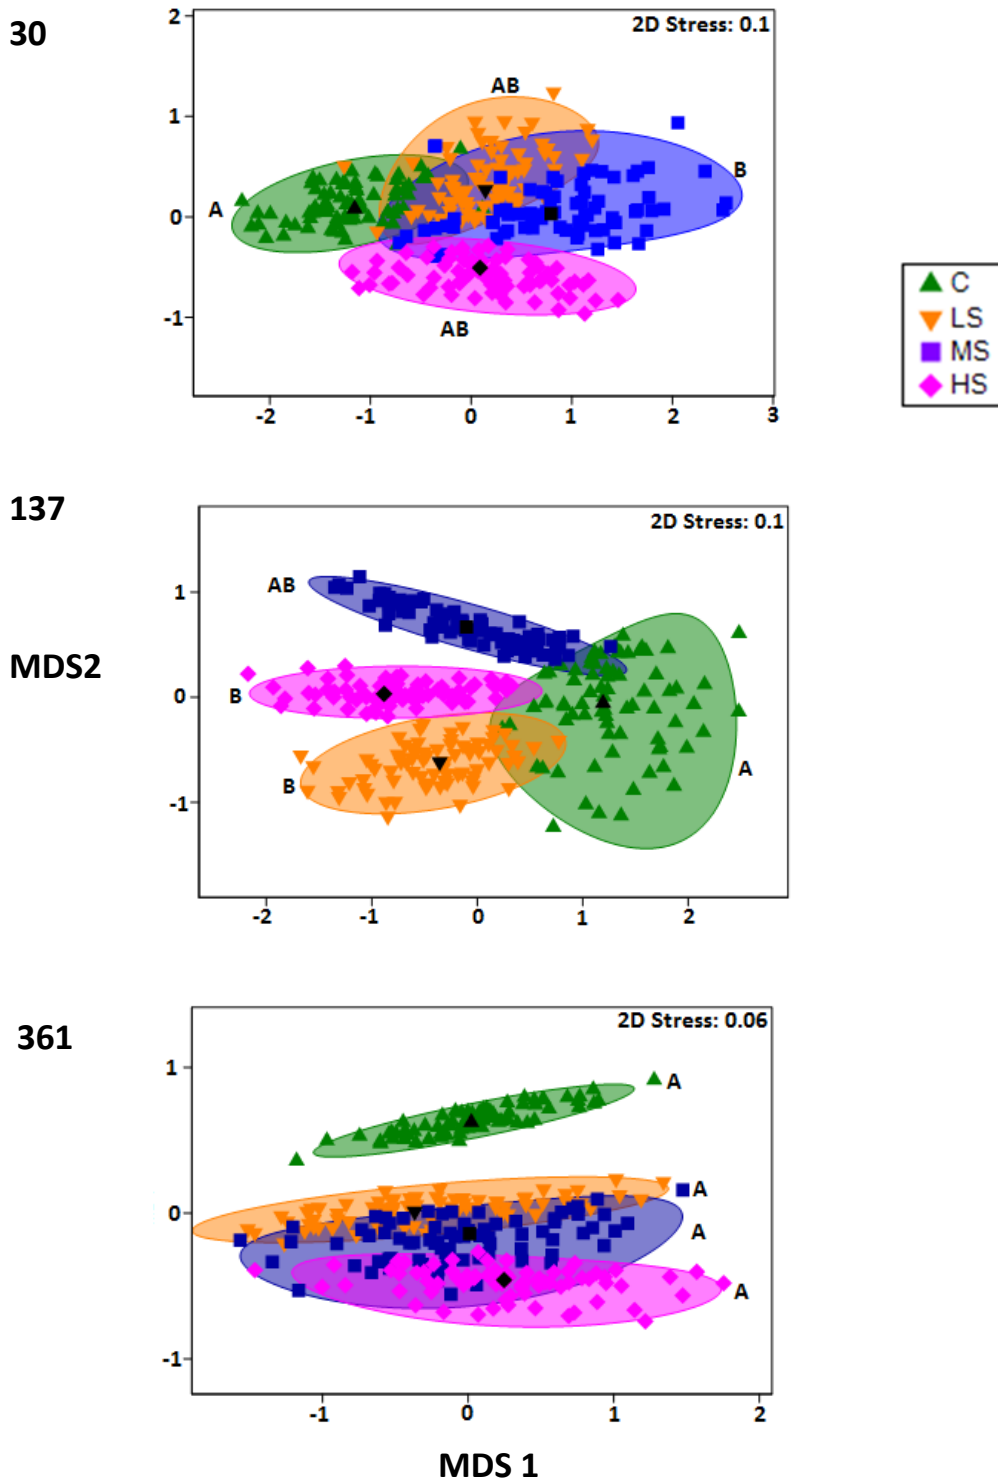 30
2D Stress: 0.1
2
1
0
-1
AB
A
B
AB
-2 -1 0 1 2 3
C
LS
MS
HS
137
MDS2
2D Stress: 0.1
1
0
-1
AB
B
B
A
-2 -1 0 1 2
361
2D Stress: 0.06
1
0
-1
A
A
A
A
-1 0 1 2
MDS 1